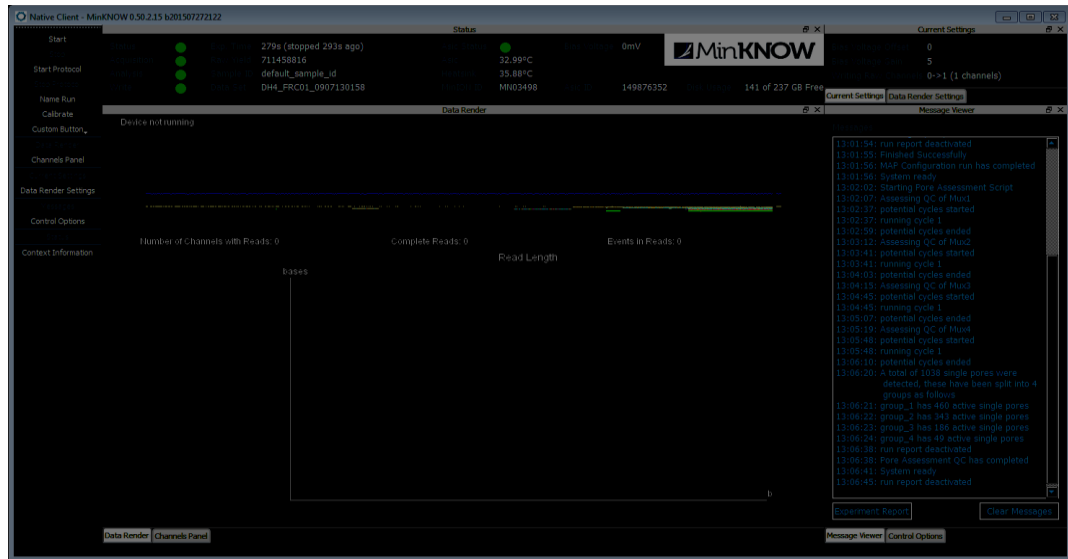 Native Client - MinKNOW 0.50.2.15 b201507272122
Start
Start Protocol
Name Run
Calibrate
Custom Button
Channels Panel
Data Render Settings
Control Options
Context Information
Status
279s (stopped 293s ago)
0mV
711458816
32.99ºC
default_sample_id
35.88ºC
DH4_FRC01_0907130158
MN03498
149876352
141 of 237 GB Free
MinKNOW
Data Render
Device not running
Number of Channels with Reads: 0
Complete Reads: 0
Events in Reads: 0
Read Length
bases
b
Data Render
Channels Panel
Current Settings
0
5
0->1 (1 channels)
Current Settings
Data Render Settings
Message Viewer
13:01:54: run report deactivated
13:01:55: Finished Successfully
13:01:56: MAP Configuration run has completed
13:01:56: System ready
13:02:02: Starting Pore Assessment Script
13:02:07: Assessing QC of Mux1
13:02:37: potential cycles started
13:02:37: running cycle 1
13:02:59: potential cycles ended
13:03:12: Assessing QC of Mux2
13:03:41: potential cycles started
13:03:41: running cycle 1
13:04:03: potential cycles ended
13:04:15: Assessing QC of Mux3
13:04:45: potential cycles started
13:04:45: running cycle 1
13:05:07: potential cycles ended
13:05:19: Assessing QC of Mux4
13:05:48: potential cycles started
13:05:48: running cycle 1
13:06:10: potential cycles ended
13:06:20: A total of 1038 single pores were
detected, these have been split into 4
groups as follows
13:06:21: group_1 has 460 active single pores
13:06:22: group_2 has 343 active single pores
13:06:23: group_3 has 186 active single pores
13:06:24: group_4 has 49 active single pores
13:06:38: run report deactivated
13:06:38: Pore Assessment QC has completed
13:06:41: System ready
13:06:45: run report deactivated
Experiment Report
Clear Messages
Message Viewer
Control Options